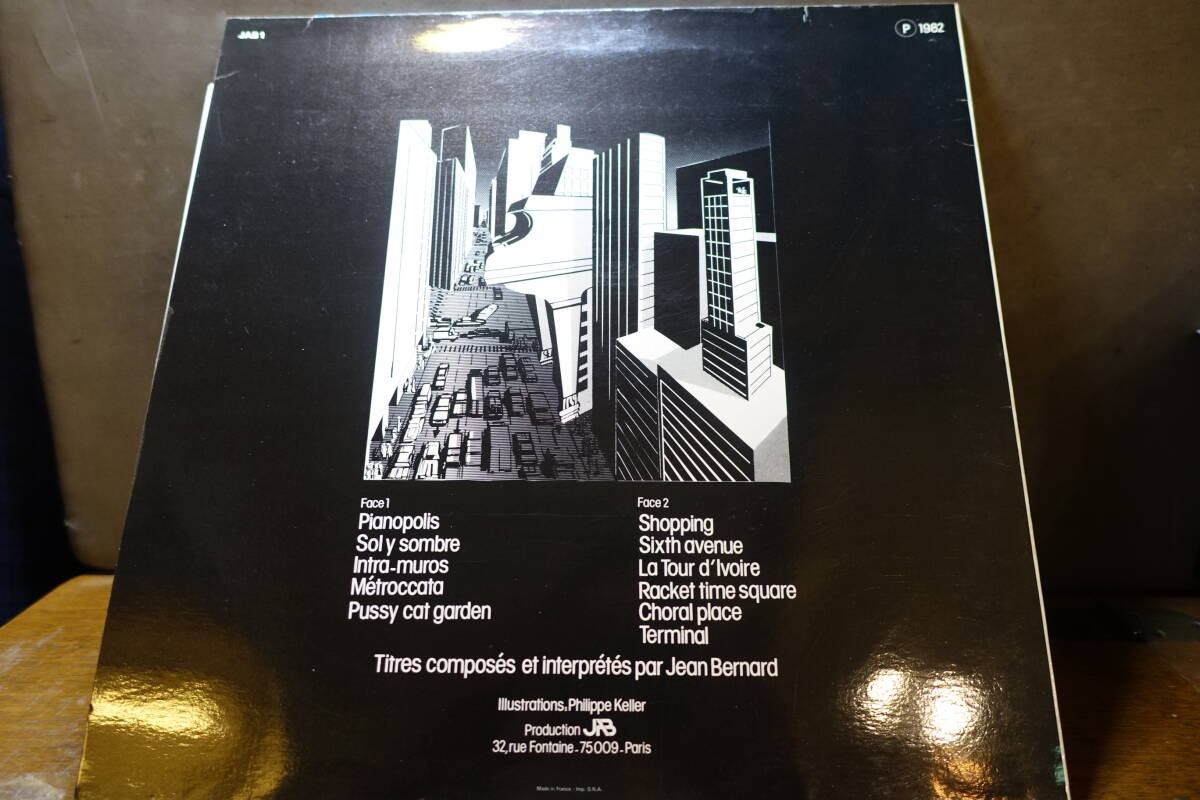 JAB 1
P 1982
Face 1
Pianopolis
Sol y sombre
Intra-muros
Métroccata
Pussy cat garden
Face 2
Shopping
Sixth avenue
La Tour d'Ivoire
Racket time square
Choral place
Terminal
Titres composés et interprétés par Jean Bernard
Illustrations.Philippe Keller
Production JAB
32,rue Fontaine-75009-Paris
Made in France - Imp. S.N.A.